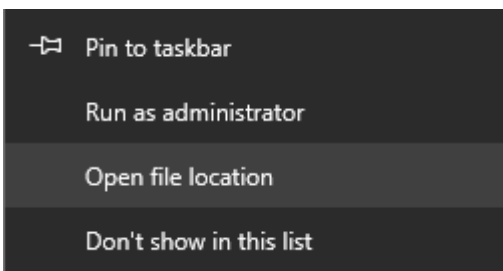 Pin to taskbar
Run as administrator
Open file location
Don't show in this list